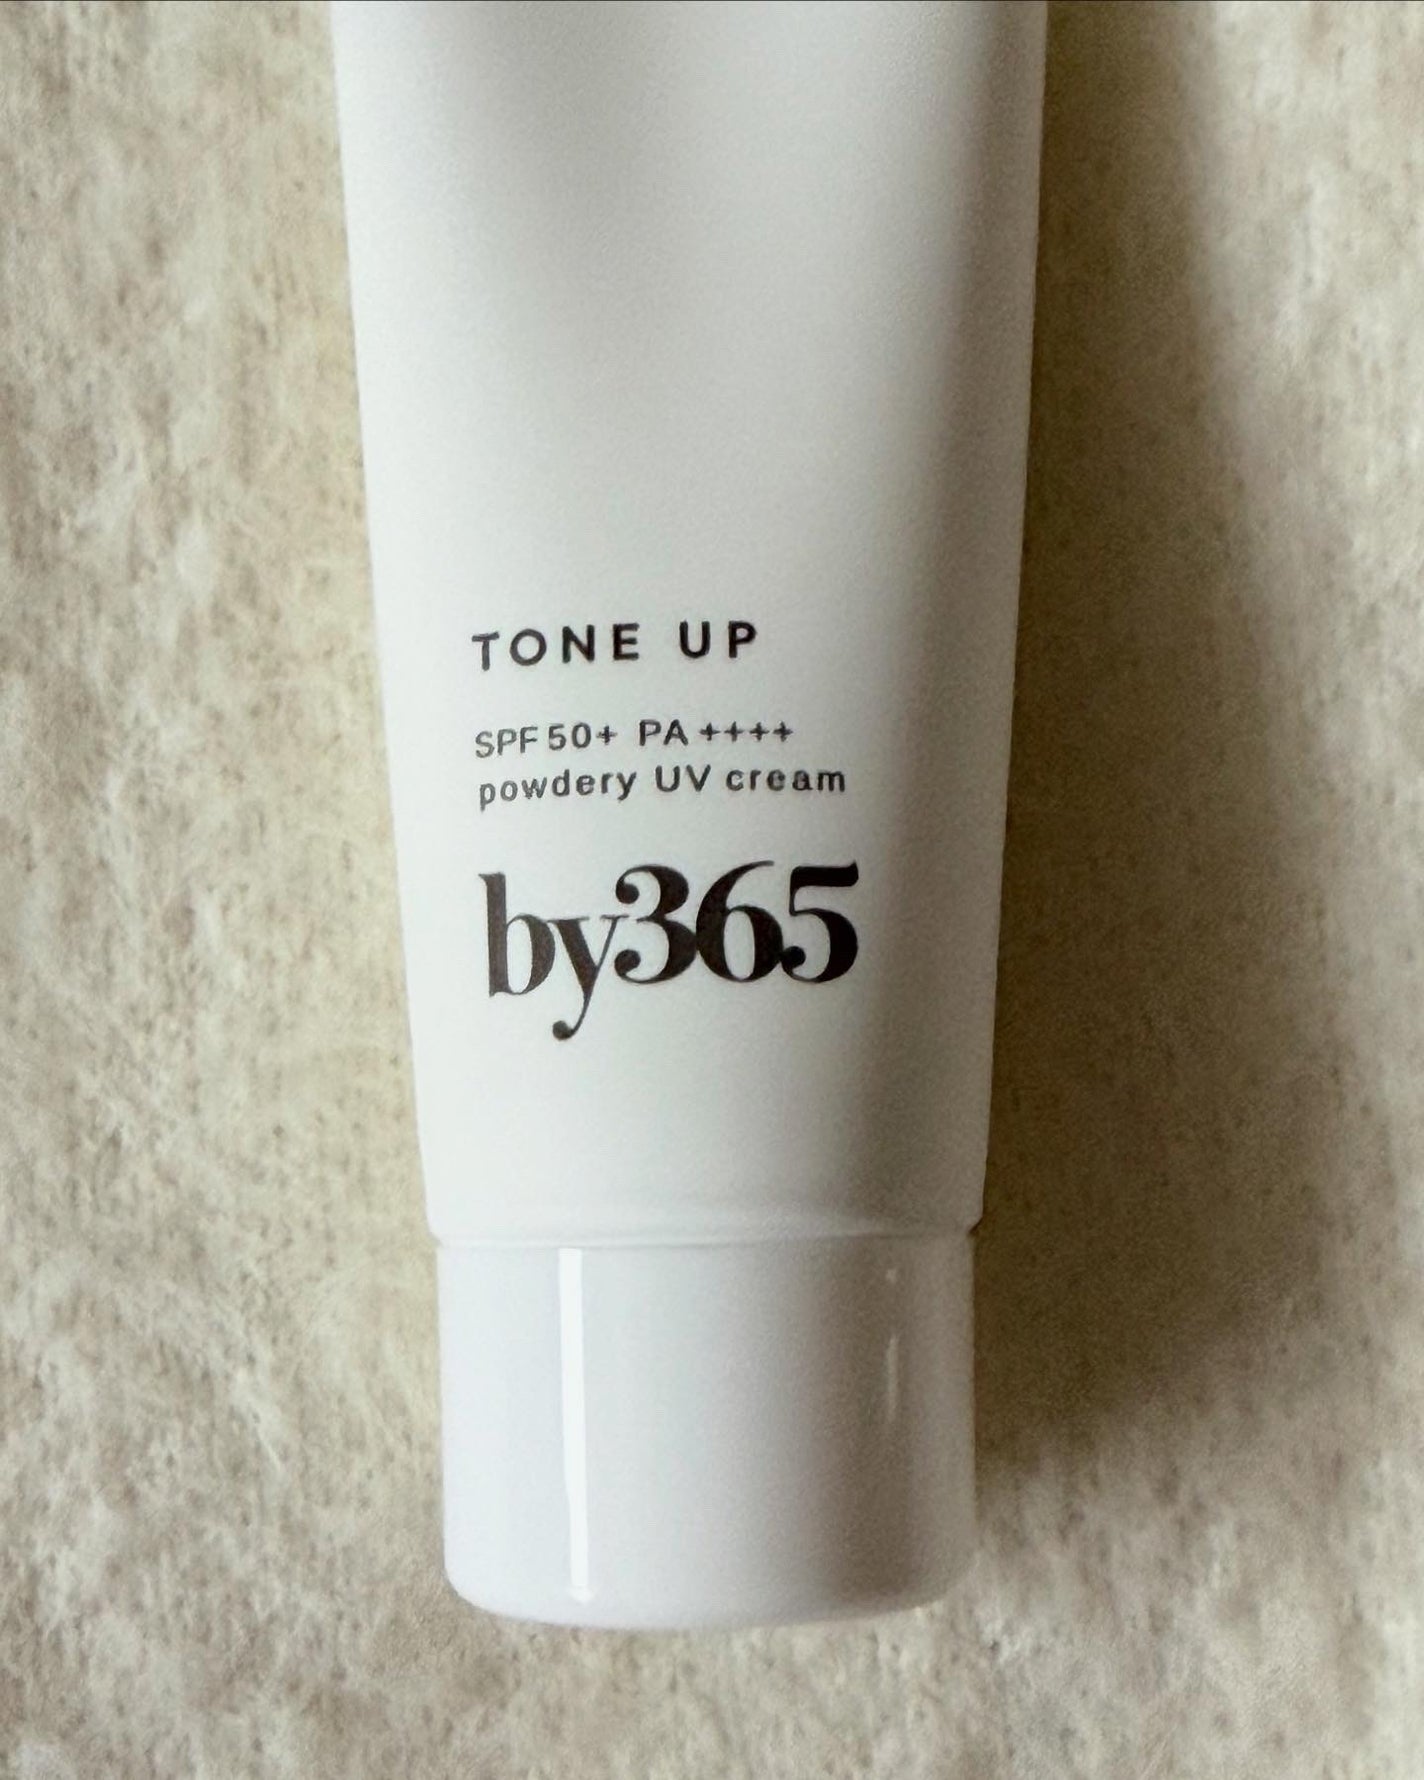 TONE UP
SPF50+ PA++++
powdery UV cream
by365